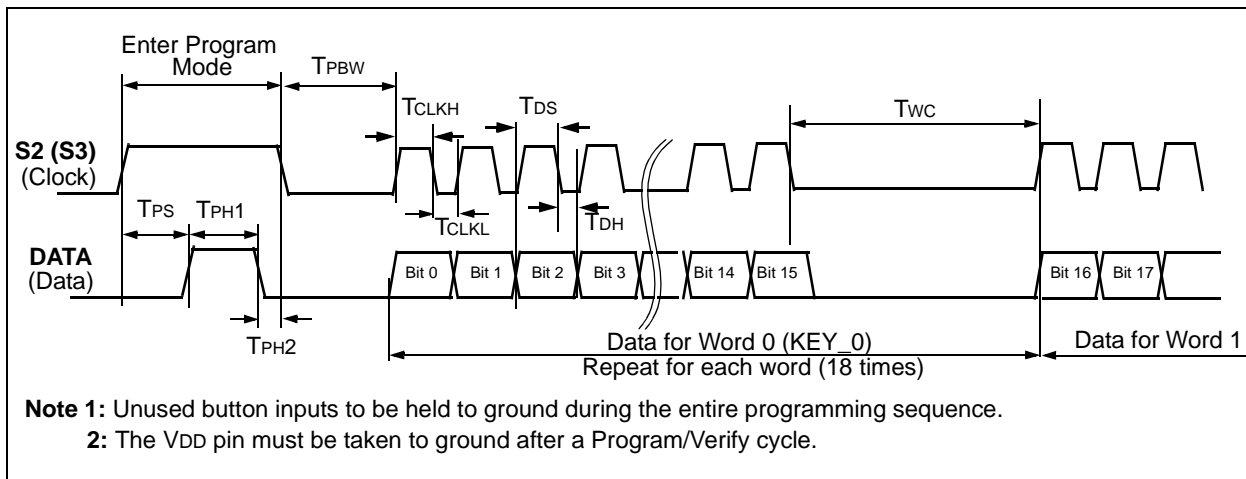 Enter Program
Mode
TPBW
TCLKH
TDS
TWC
S2 (S3)
(Clock)
TPS
TPH1
TCLKL
TDH
DATA
(Data)
Bit 0
Bit 1
Bit 2
Bit 3
Bit 14
Bit 15
Bit 16
Bit 17
TPH2
Data for Word 0 (KEY_0)
Repeat for each word (18 times)
Data for Word 1
Note 1: Unused button inputs to be held to ground during the entire programming sequence.
2: The VDD pin must be taken to ground after a Program/Verify cycle.